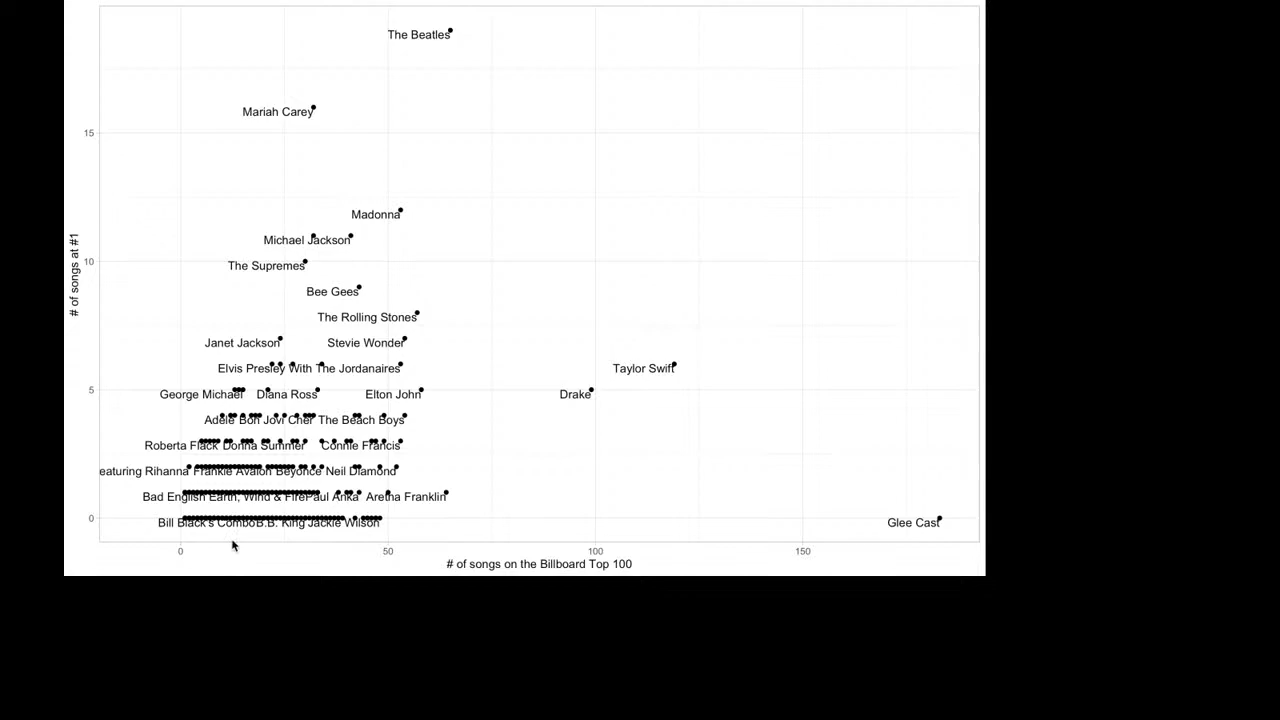 The Beatles
Mariah Carey
15
Madonna
Michael Jackson
10
The Supremes
Bee Gees
The Rolling Stones
Janet Jackson Stevie Wonder
Elvis Presley With The Jordanaires Taylor Swift
5
George Michael Diana Ross Elton John Drake
Adele Bon Jovi Cher The Beach Boys
Roberta Flack Donna Summer Connie Francis
eaturing Rihanna Frankie Avalon Beyoncé Neil Diamond
Bad English Earth, Wind & Fire Paul Anka Aretha Franklin
0
Bill Black's Combo B.B. King Jackie Wilson Glee Cast
0 50 100 150
# of songs on the Billboard Top 100
# of songs at #1